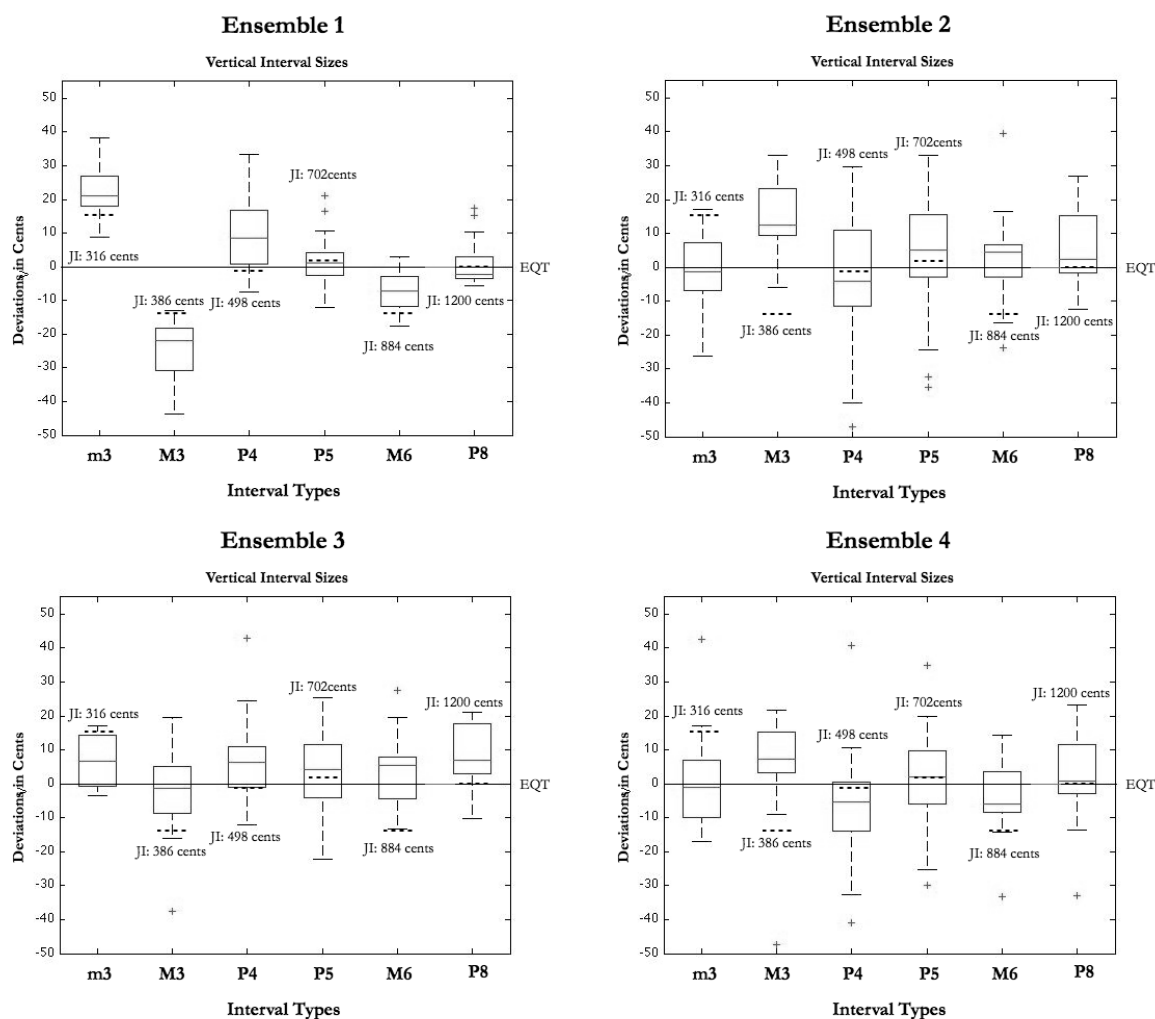 Ensemble 1
Vertical Interval Sizes
50
40
30
20
10
0
-10
-20
-30
-40
-50
Deviations in Cents
JI: 316 cents
JI: 386 cents
JI: 498 cents
JI: 702cents
JI: 884 cents
JI: 1200 cents
EQT
m3 M3 P4 P5 M6 P8
Interval Types
Ensemble 2
Vertical Interval Sizes
50
40
30
20
10
0
-10
-20
-30
-40
-50
Deviations in Cents
JI: 316 cents
JI: 386 cents
JI: 498 cents
JI: 702cents
JI: 884 cents
JI: 1200 cents
EQT
m3 M3 P4 P5 M6 P8
Interval Types
Ensemble 3
Vertical Interval Sizes
50
40
30
20
10
0
-10
-20
-30
-40
-50
Deviations in Cents
JI: 316 cents
JI: 386 cents
JI: 498 cents
JI: 702cents
JI: 884 cents
JI: 1200 cents
EQT
m3 M3 P4 P5 M6 P8
Interval Types
Ensemble 4
Vertical Interval Sizes
50
40
30
20
10
0
-10
-20
-30
-40
-50
Deviations in Cents
JI: 316 cents
JI: 386 cents
JI: 498 cents
JI: 702cents
JI: 884 cents
JI: 1200 cents
EQT
m3 M3 P4 P5 M6 P8
Interval Types